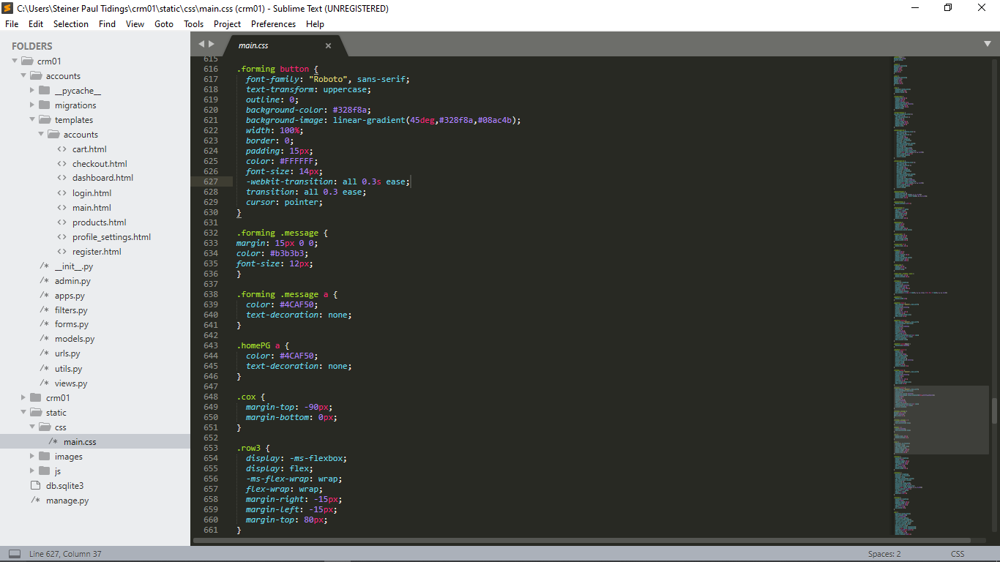 C:\Users\Steiner Paul Tidings\crm01\static\css\main.css (crm01) - Sublime Text (UNREGISTERED)
File Edit Selection Find View Goto Tools Project Preferences Help
FOLDERS
crm01
accounts
__pycache__
migrations
templates
accounts
<> cart.html
<> checkout.html
<> dashboard.html
<> login.html
<> main.html
<> products.html
<> profile_settings.html
<> register.html
/* __init__.py
/* admin.py
/* apps.py
/* filters.py
/* forms.py
/* models.py
/* urls.py
/* utils.py
/* views.py
crm01
static
css
/* main.css
images
js
db.sqlite3
/* manage.py
main.css
615
616 .forming button {
617 font-family: "Roboto", sans-serif;
618 text-transform: uppercase;
619 outline: 0;
620 background-color: #328f8a;
621 background-image: linear-gradient(45deg,#328f8a,#08ac4b);
622 width: 100%;
623 border: 0;
624 padding: 15px;
625 color: #FFFFFF;
626 font-size: 14px;
627 -webkit-transition: all 0.3s ease;
628 transition: all 0.3 ease;
629 cursor: pointer;
630 }
631
632 .forming .message {
633 margin: 15px 0 0;
634 color: #b3b3b3;
635 font-size: 12px;
636 }
637
638 .forming .message a {
639 color: #4CAF50;
640 text-decoration: none;
641 }
642
643 .homePG a {
644 color: #4CAF50;
645 text-decoration: none;
646 }
647
648 .cox {
649 margin-top: -90px;
650 margin-bottom: 0px;
651 }
652
653 .row3 {
654 display: -ms-flexbox;
655 display: flex;
656 -ms-flex-wrap: wrap;
657 flex-wrap: wrap;
658 margin-right: -15px;
659 margin-left: -15px;
660 margin-top: 80px;
661 }
Line 627, Column 37
Spaces: 2
CSS